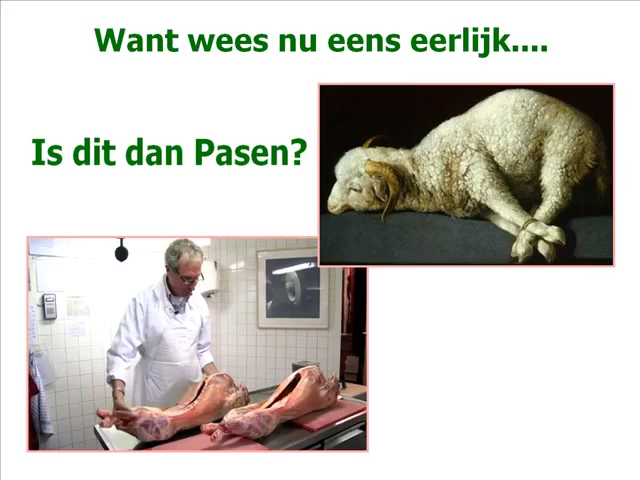 Want wees nu eens eerlijk....
Is dit dan Pasen?